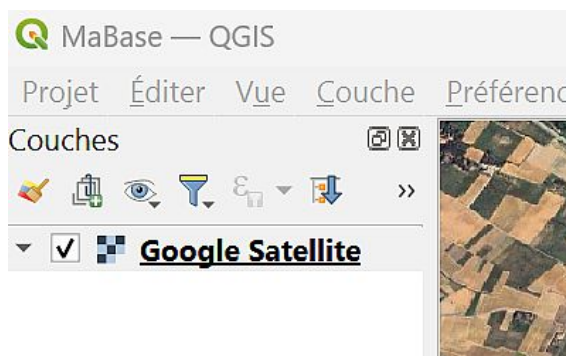 MaBase — QGIS
Projet Éditer Vue Couche Préférenc
Couches
Google Satellite